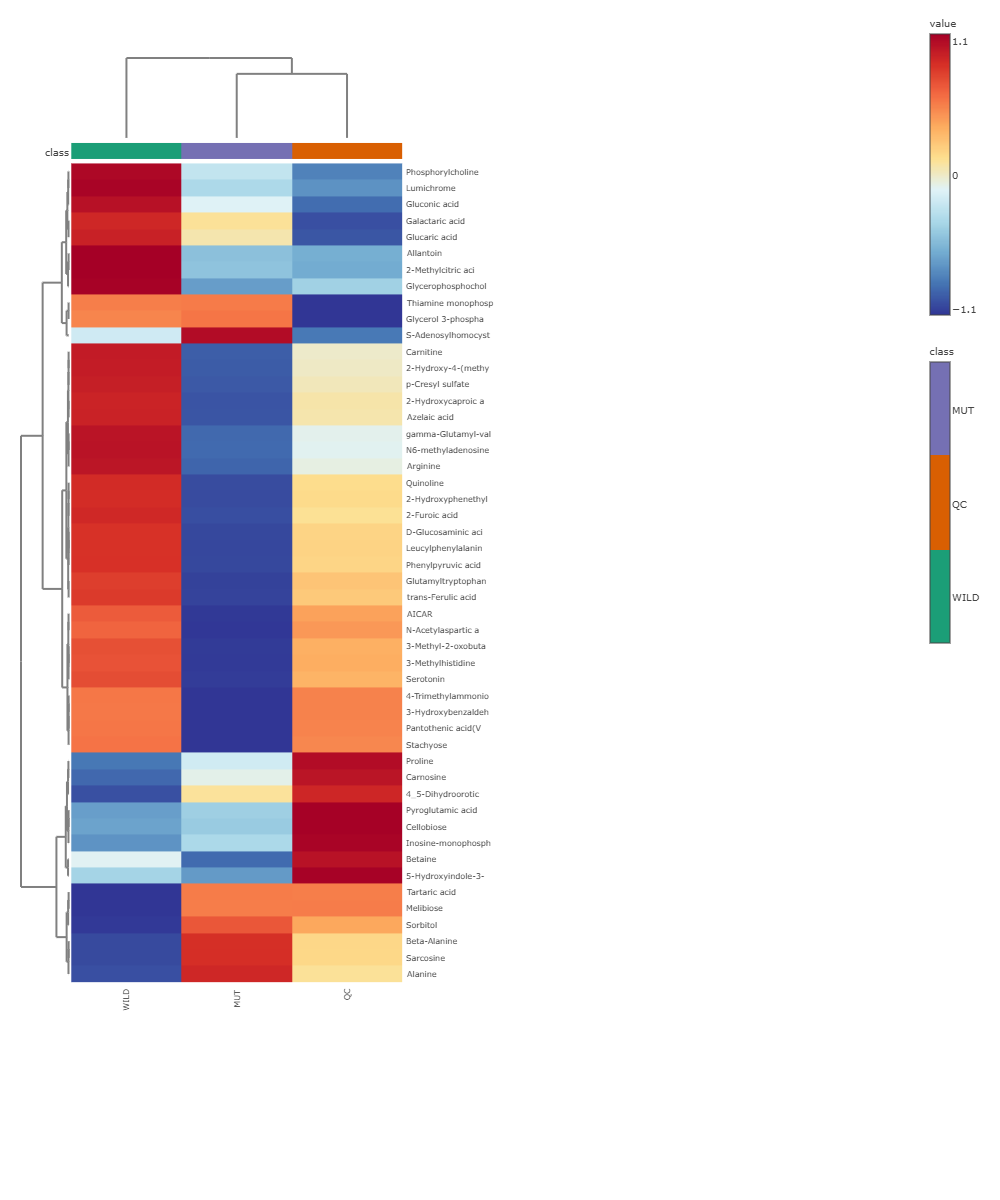 value
1.1
0
−1.1
class
MUT
QC
WILD
class
Phosphorylcholine
Lumichrome
Gluconic acid
Galactaric acid
Glucaric acid
Allantoin
2-Methylcitric aci
Glycerophosphochol
Thiamine monophosp
Glycerol 3-phospha
S-Adenosylhomocyst
Carnitine
2-Hydroxy-4-(methy
p-Cresyl sulfate
2-Hydroxycaproic a
Azelaic acid
gamma-Glutamyl-val
N6-methyladenosine
Arginine
Quinoline
2-Hydroxyphenethyl
2-Furoic acid
D-Glucosaminic aci
Leucylphenylalanin
Phenylpyruvic acid
Glutamyltryptophan
trans-Ferulic acid
AICAR
N-Acetylaspartic a
3-Methyl-2-oxobuta
3-Methylhistidine
Serotonin
4-Trimethylammonio
3-Hydroxybenzaldeh
Pantothenic acid(V
Stachyose
Proline
Carnosine
4_5-Dihydroorotic
Pyroglutamic acid
Cellobiose
Inosine-monophosph
Betaine
5-Hydroxyindole-3-
Tartaric acid
Melibiose
Sorbitol
Beta-Alanine
Sarcosine
Alanine
WILD
MUT
QC